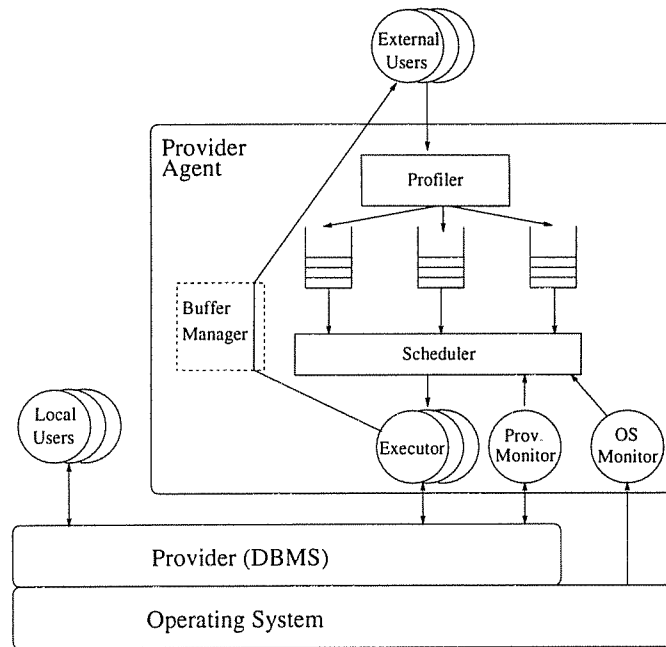 External
Users
Provider
Agent
Profiler
Buffer
Manager
Scheduler
Local
Users
Executor
Prov.
Monitor
OS
Monitor
Provider (DBMS)
Operating System